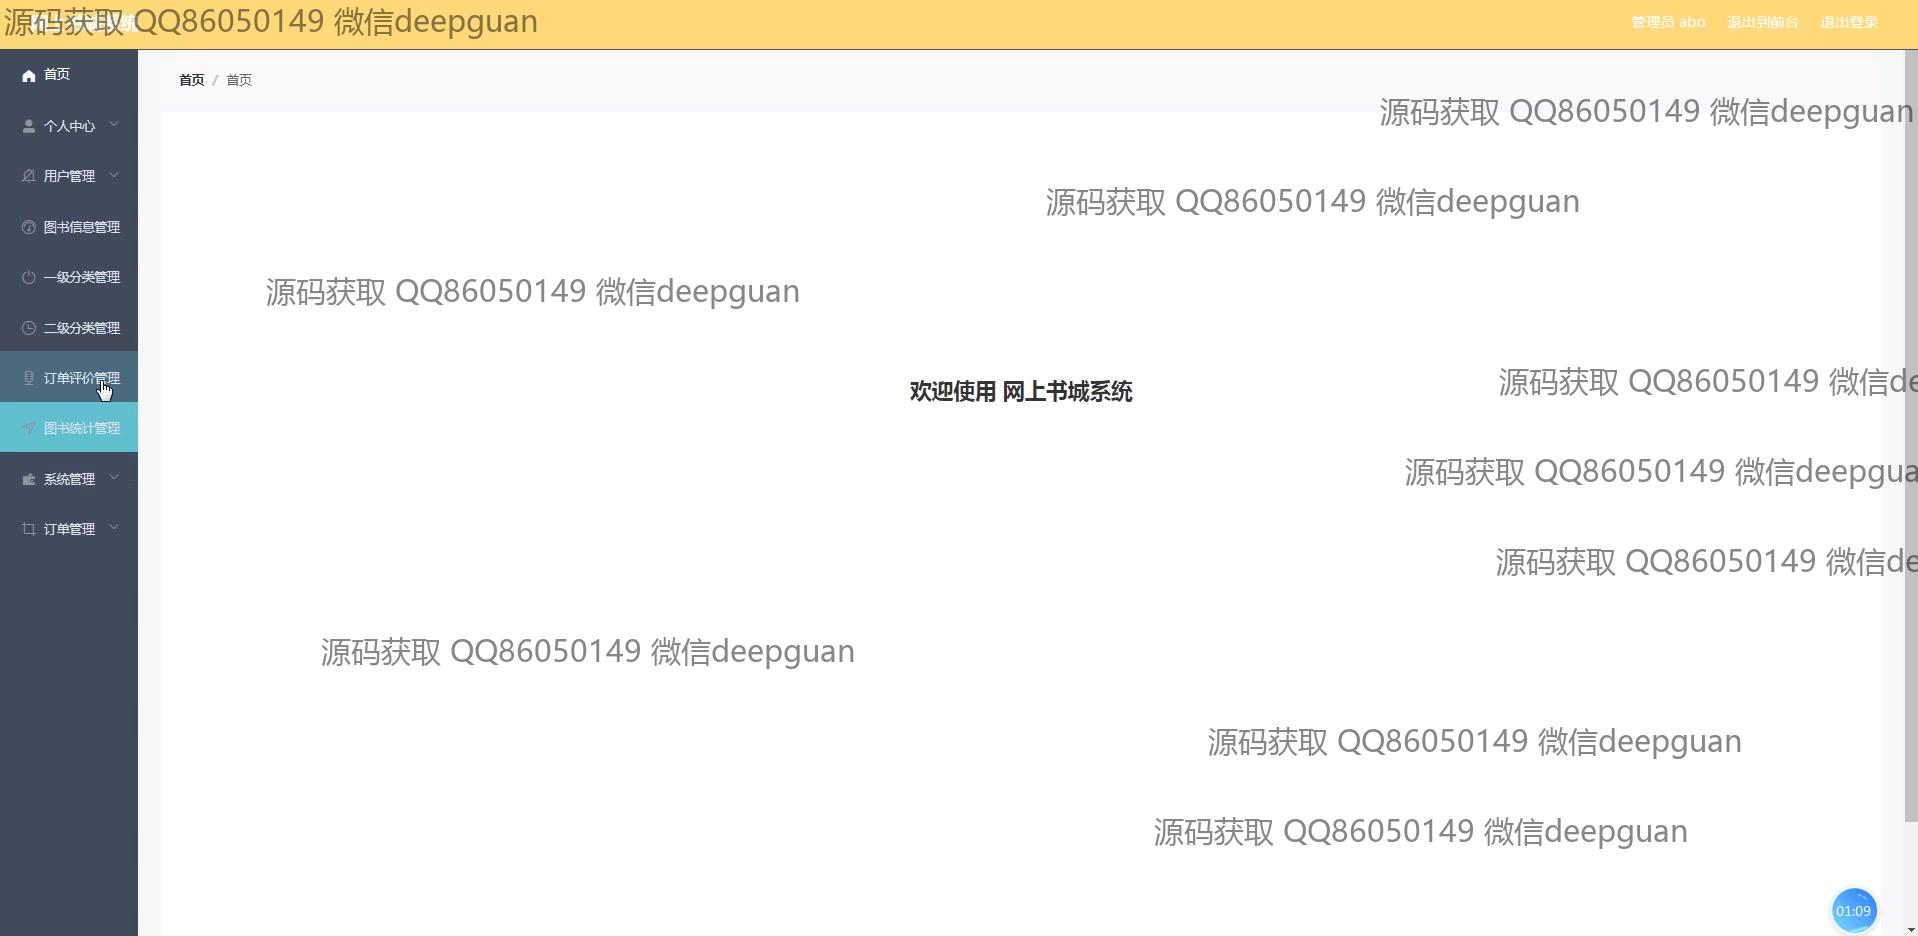 源码获取 QQ86050149 微信deepguan
管理员 abo 退出到前台 退出登录
首页
个人中心
用户管理
图书信息管理
一级分类管理
二级分类管理
订单评价管理
图书统计管理
系统管理
订单管理
首页 / 首页
源码获取 QQ86050149 微信deepguan
源码获取 QQ86050149 微信deepguan
源码获取 QQ86050149 微信deepguan
欢迎使用 网上书城系统
源码获取 QQ86050149 微信de
源码获取 QQ86050149 微信deepgua
源码获取 QQ86050149 微信de
源码获取 QQ86050149 微信deepguan
源码获取 QQ86050149 微信deepguan
源码获取 QQ86050149 微信deepguan
01:09